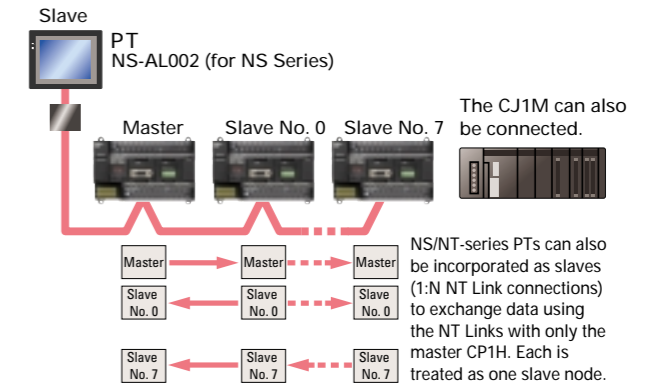 Slave
PT
NS-AL002 (for NS Series)
The CJ1M can also
be connected.
Master Slave No. 0 Slave No. 7
Master Master Master
Slave No. 0 Slave No. 0 Slave No. 0
Slave No. 7 Slave No. 7 Slave No. 7
NS/NT-series PTs can also
be incorporated as slaves
(1:N NT Link connections)
to exchange data using
the NT Links with only the
master CP1H. Each is
treated as one slave node.